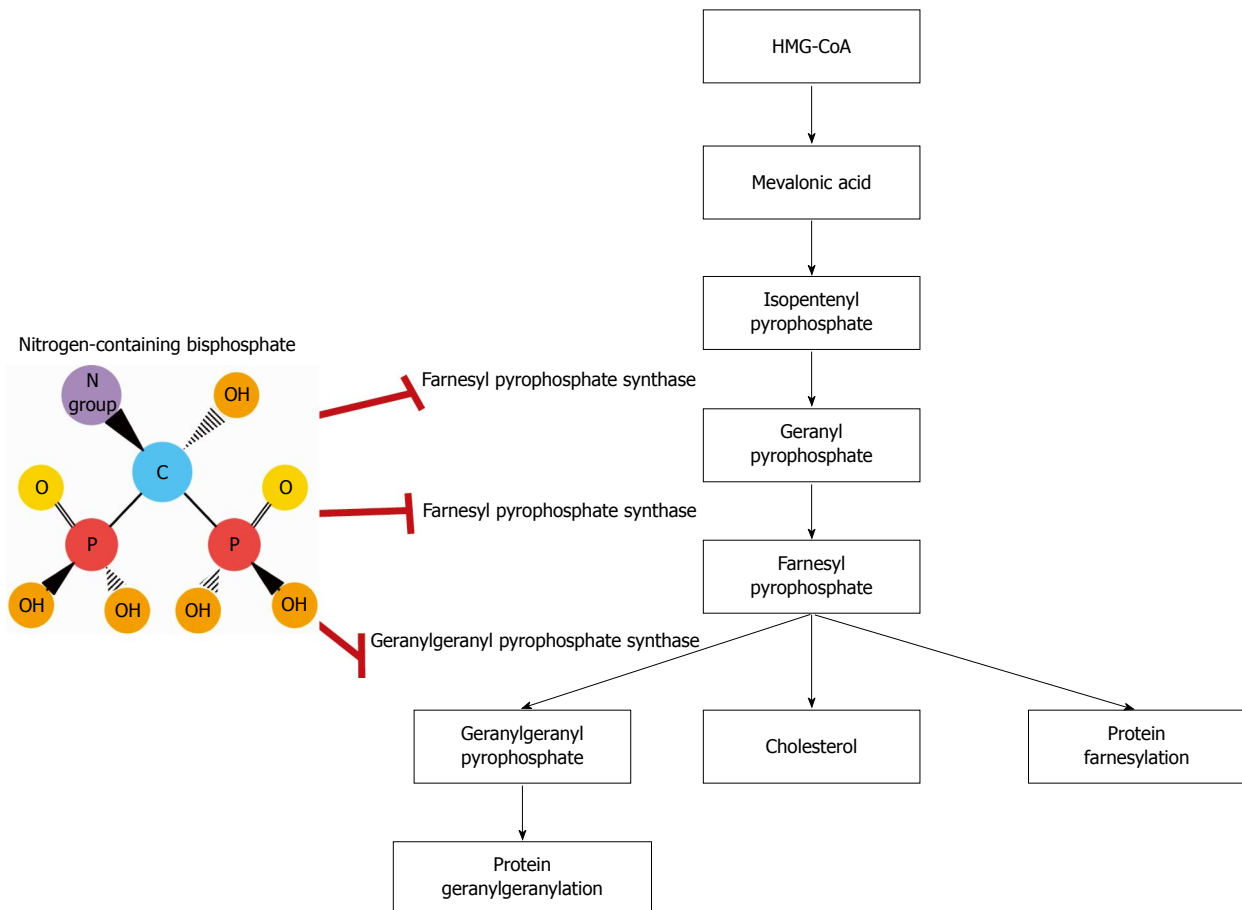 HMG-CoA
Mevalonic acid
Isopentenyl
pyrophosphate
Nitrogen-containing bisphosphate
Farnesyl pyrophosphate synthase
N
group
OH
Geranyl
pyrophosphate
C
O
O
Farnesyl pyrophosphate synthase
P
P
Farnesyl
pyrophosphate
OH
OH
OH
OH
Geranylgeranyl pyrophosphate synthase
Geranylgeranyl
pyrophosphate
Cholesterol
Protein
farnesylation
Protein
geranylgeranylation